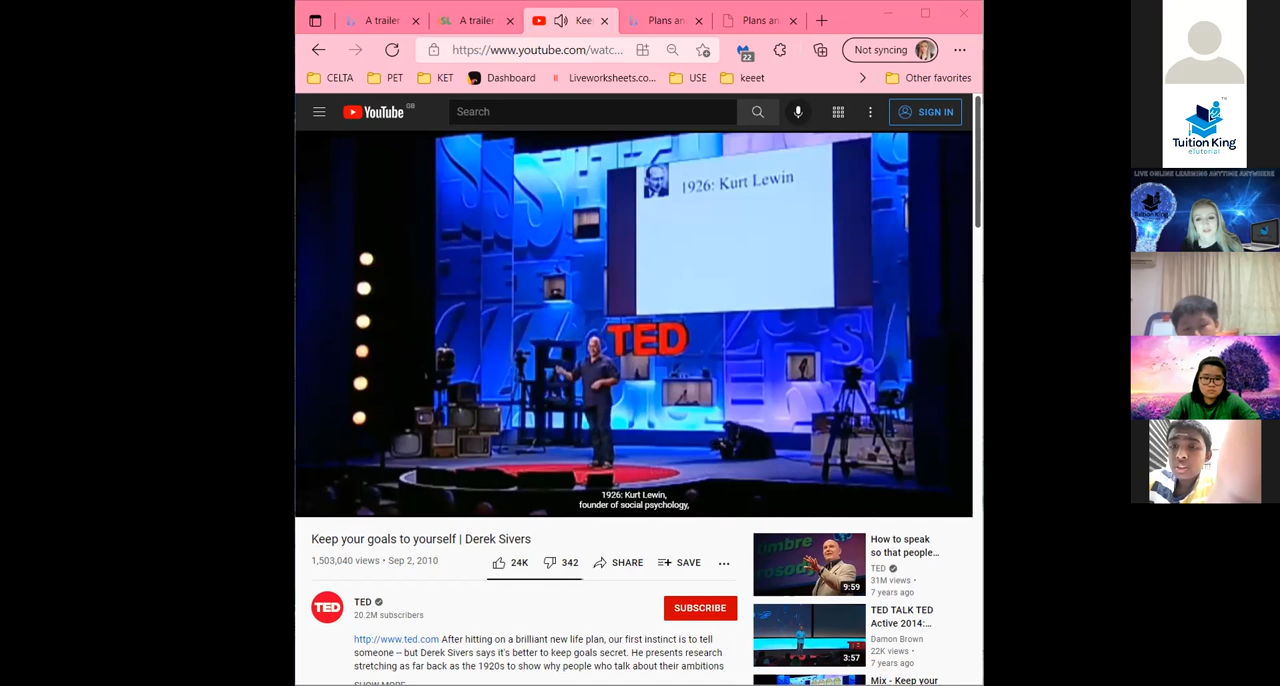 A trailer
A trailer
Kee
Plans an
Plans an
https://www.youtube.com/watc...
22
Not syncing
CELTA
PET
KET
Dashboard
Liveworksheets.co...
USE
keeet
Other favorites
YouTube GB
Search
SIGN IN
1926: Kurt Lewin
TED
1926: Kurt Lewin,
founder of social psychology,
Keep your goals to yourself | Derek Sivers
1,503,040 views • Sep 2, 2010
24K
342
SHARE
SAVE
TED
TED
20.2M subscribers
SUBSCRIBE
http://www.ted.com After hitting on a brilliant new life plan, our first instinct is to tell
someone -- but Derek Sivers says it's better to keep goals secret. He presents research
stretching as far back as the 1920s to show why people who talk about their ambitions
SHOW MORE
How to speak
so that people...
TED
31M views •
7 years ago
9:59
TED TALK TED
Active 2014:...
Damon Brown
22K views •
7 years ago
3:57
Mix - Keep your
Tuition King
eTutorial
LIVE ONLINE LEARNING ANYTIME ANYWHERE
Tuition King